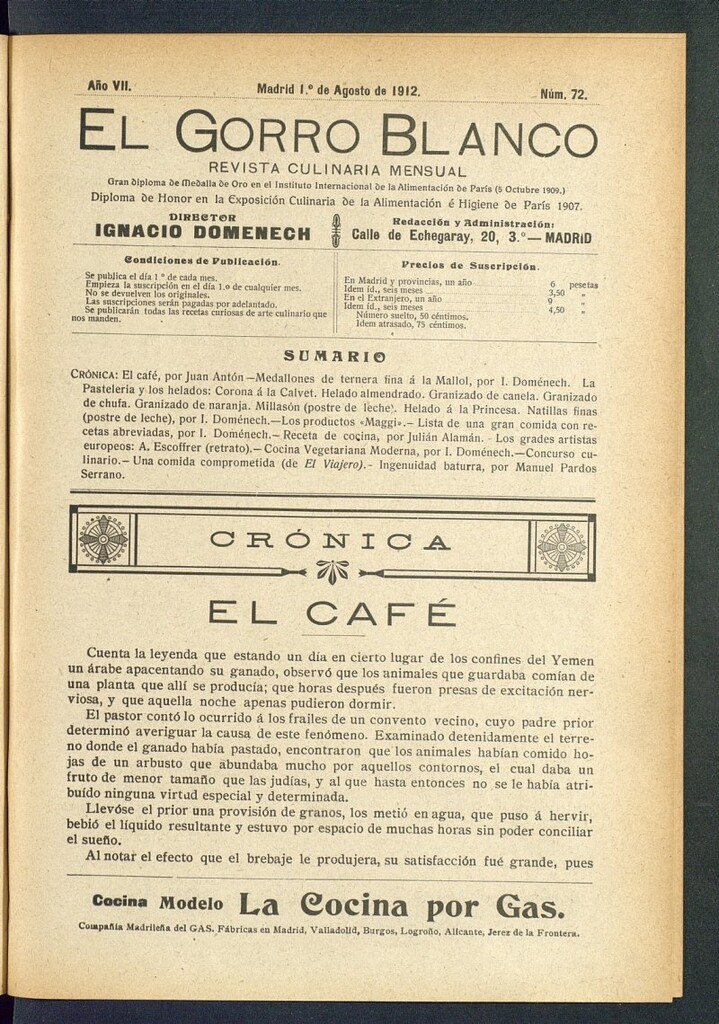 Año VII.
Madrid 1.º de Agosto de 1912.
Núm. 72.
EL GORRO BLANCO
REVISTA CULINARIA MENSUAL
Gran Diploma de Medalla de Oro en el Instituto Internacional de la Alimentación de París (5 Octubre 1909.)
Diploma de Honor en la Exposición Culinaria de la Alimentación é Higiene de París 1907.
DIRECTOR
IGNACIO DOMENECH
Redacción y Administración:
Calle de Echegaray, 20, 3.º—MADRID
Condiciones de Publicación.
Se publica el día 1 º de cada mes.
Empieza la suscripción en el día 1.º de cualquier mes.
No se devuelven los originales.
Las suscripciones serán pagadas por adelantado.
Se publicarán todas las recetas curiosas de arte culinario que
nos manden.
Precios de Suscripción.
En Madrid y provincias, un año 6 pesetas
Idem íd., seis meses 3,50 »
En el Extranjero, un año 9 »
Idem íd., seis meses 4,50 »
Número suelto, 50 céntimos.
Idem atrasado, 75 céntimos.
SUMARIO
CRÓNICA: El café, por Juan Antón—Medallones de ternera fina á la Mallol, por I. Doménech. La
Pasteleria y los helados: Corona á la Calvet. Helado almendrado. Granizado de canela. Granizado
de chufa. Granizado de naranja. Millasón (postre de leche). Helado á la Princesa. Natillas finas
(postre de leche), por I. Doménech.—Los productos «Maggi».— Lista de una gran comida con re-
cetas abreviadas, por I. Doménech.- Receta de cocina, por Julián Alamán.- Los grades artistas
europeos: A. Escoffrer (retrato).— Cocina Vegetariana Moderna, por I. Doménech.—Concurso cu-
linario.— Una comida comprometida (de El Viajero).- Ingenuidad baturra, por Manuel Pardos
Serrano.
CRÓNICA
EL CAFÉ
Cuenta la leyenda que estando un día en cierto lugar de los confines del Yemen
un árabe apacentando su ganado, observó que los animales que guardaba comían de
una planta que allí se producía; que horas después fueron presas de excitación ner-
viosa, y que aquella noche apenas pudieron dormir.
El pastor contó lo ocurrido á los frailes de un convento vecino, cuyo padre prior
determinó averiguar la causa de este fenómeno. Examinado detenidamente el terre-
no donde el ganado había pastado, encontraron que los animales habían comido ho-
jas de un arbusto que abundaba mucho por aquellos contornos, el cual daba un
fruto de menor tamaño que las judías, y al que hasta entonces no se le había atri-
buído ninguna virtud especial y determinada.
Llevóse el prior una provisión de granos, los metió en agua, que puso á hervir,
bebió el líquido resultante y estuvo por espacio de muchas horas sin poder conciliar
el sueño.
Al notar el efecto que el brebaje le produjera, su satisfacción fué grande, pues
Cocina Modelo La Cocina por Gas.
Compañía Madrileña del GAS. Fábricas en Madrid, Valladolid, Burgos, Logroño, Alicante, Jerez de la Frontera.